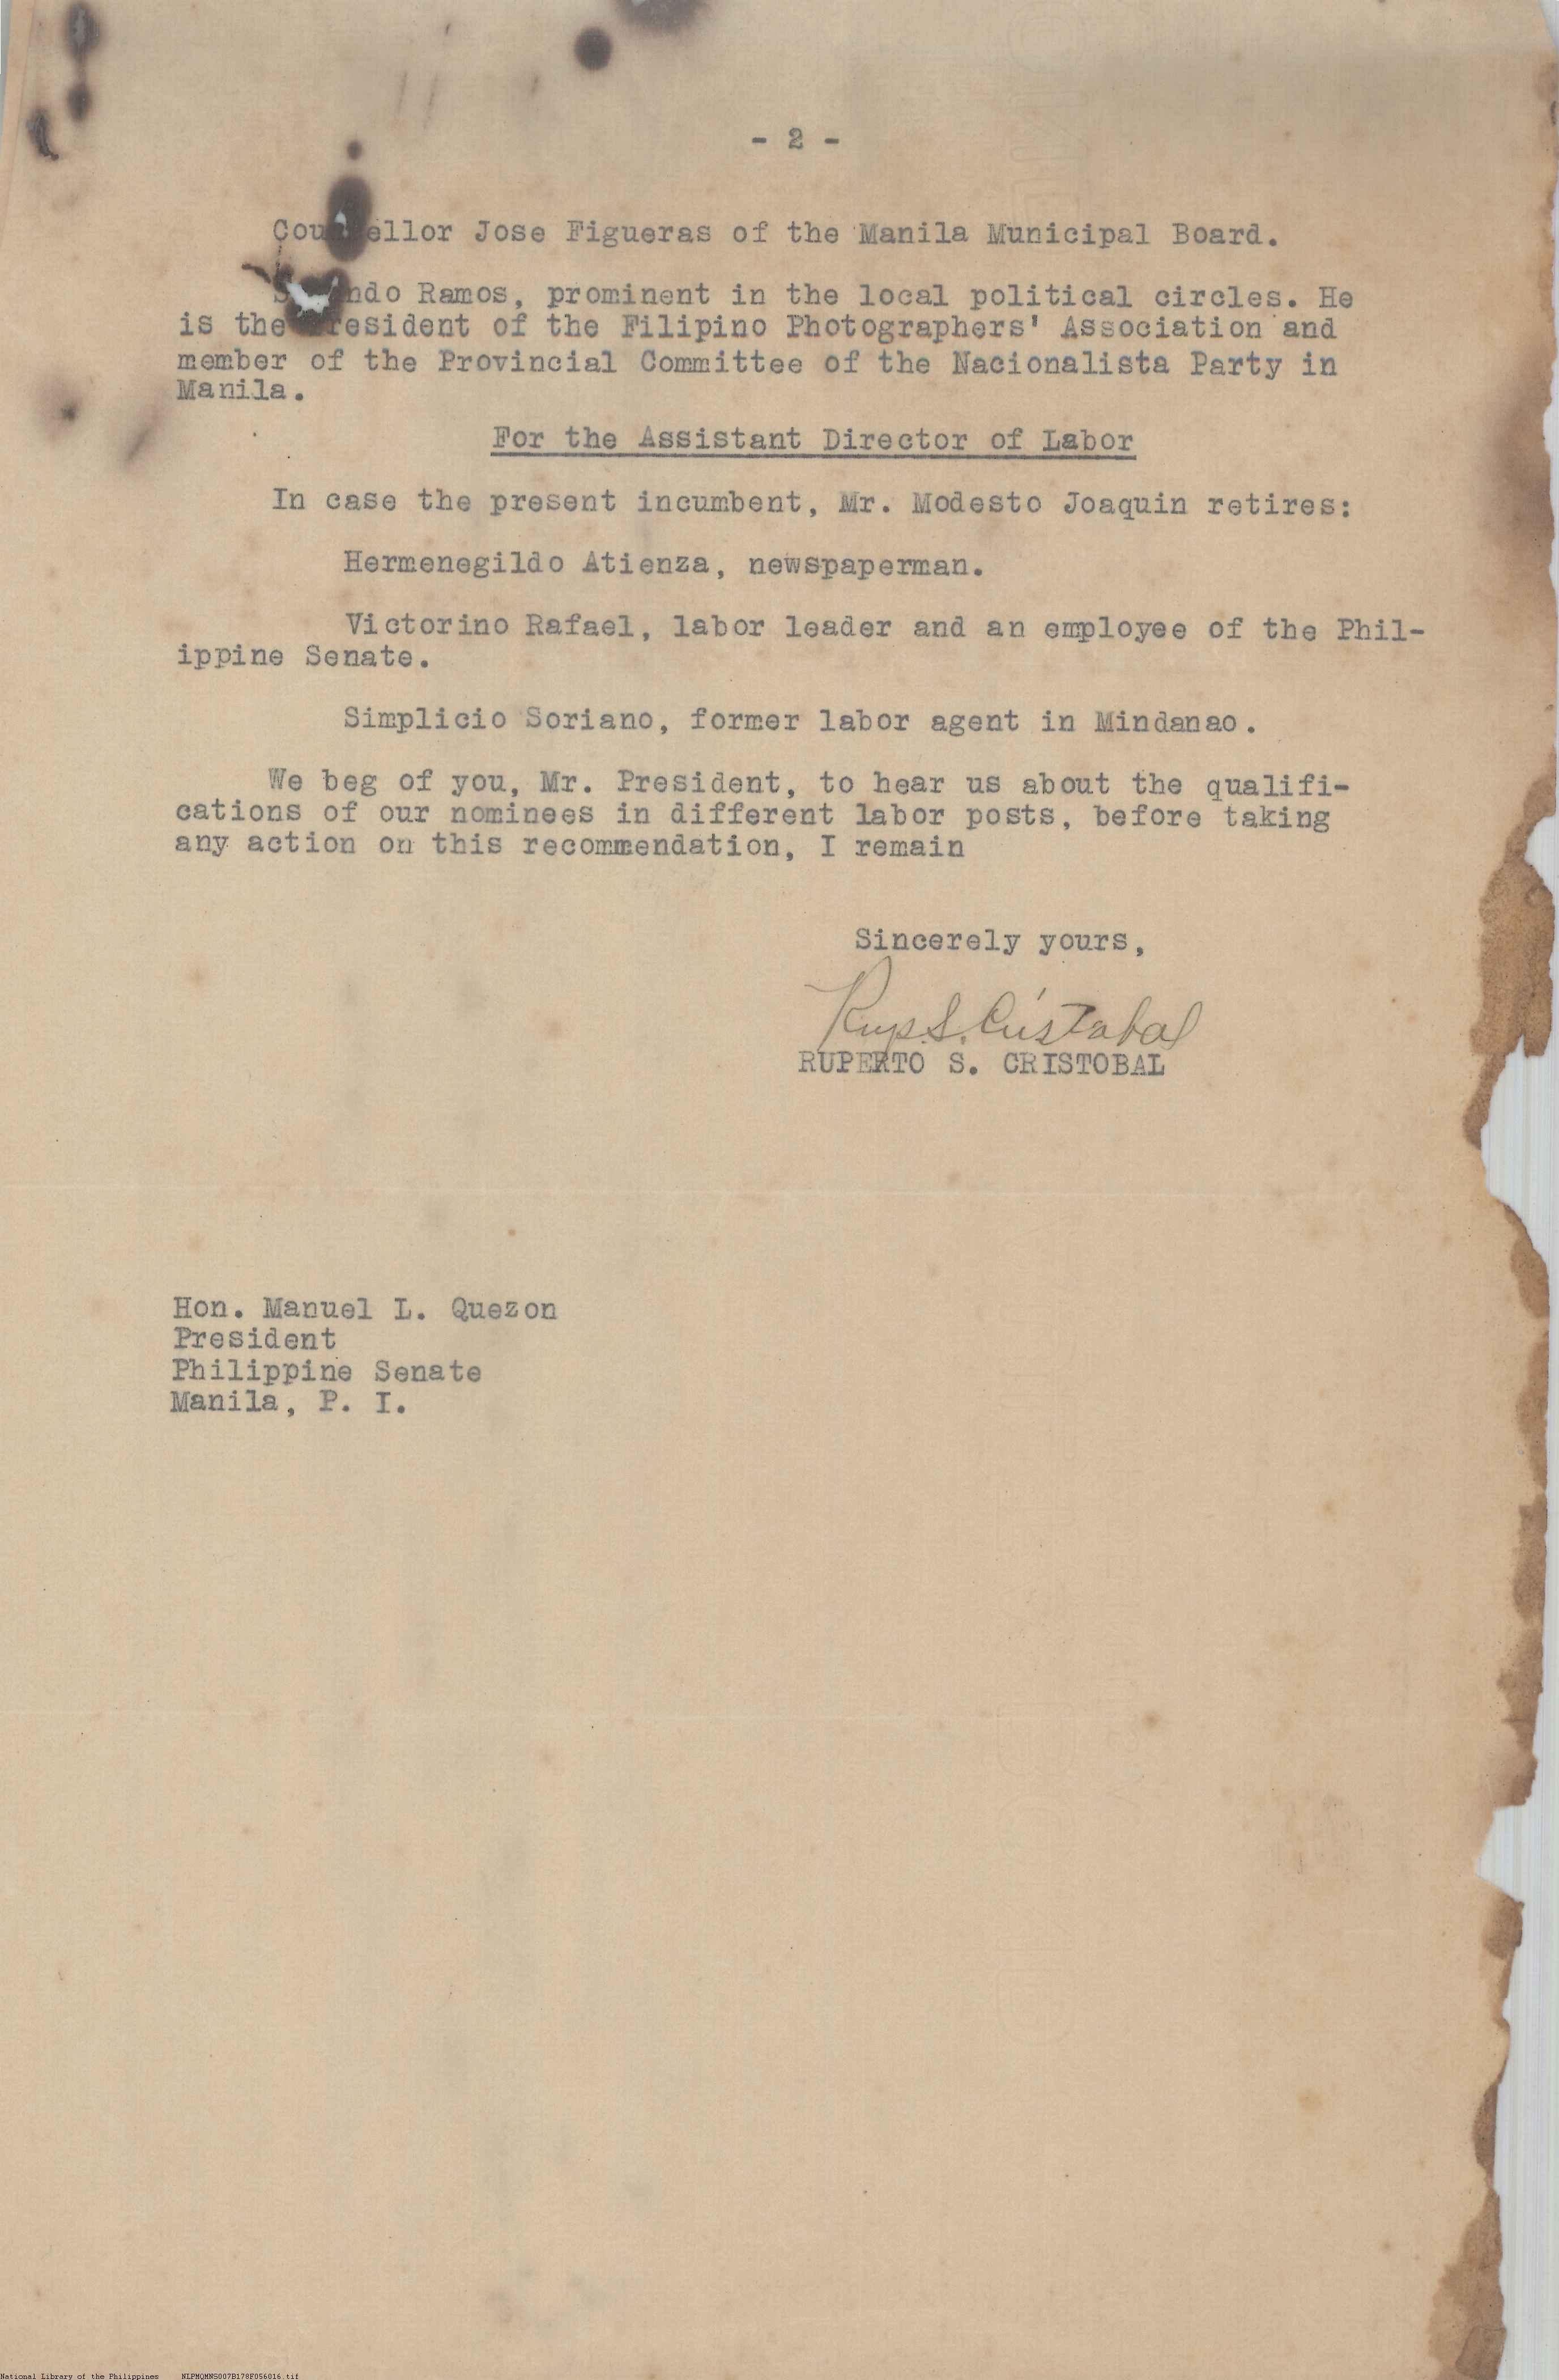 - 2 -
Councellor Jose Figueras of the Manila Municipal Board.
Ramos, prominent in the local political circles. He
is the President of the Filipino Photographers' Association and
member of the Provincial Committee of the Nacionalista Party in
Manila.
For the Assistant Director of Labor
In case the present incumbent, Mr. Modesto Joaquin retires:
Hermenegildo Atienza, newspaperman.
Victorino Rafael, labor leader and an employee of the Phil-
ippine Senate.
Simplicio Soriano, former labor agent in Mindanao.
We beg of you, Mr. President, to hear us about the qualifi-
cations of our nominees in different labor posts, before taking
any action on this recommendation, I remain
Sincerely yours,
Rup. S. Cristobal
RUPERTO S. CRISTOBAL
Hon. Manuel L. Quezon
President
Philippine Senate
Manila, P. I.
National Library of the Philippines NLPMQMNS007B178F056016.tif